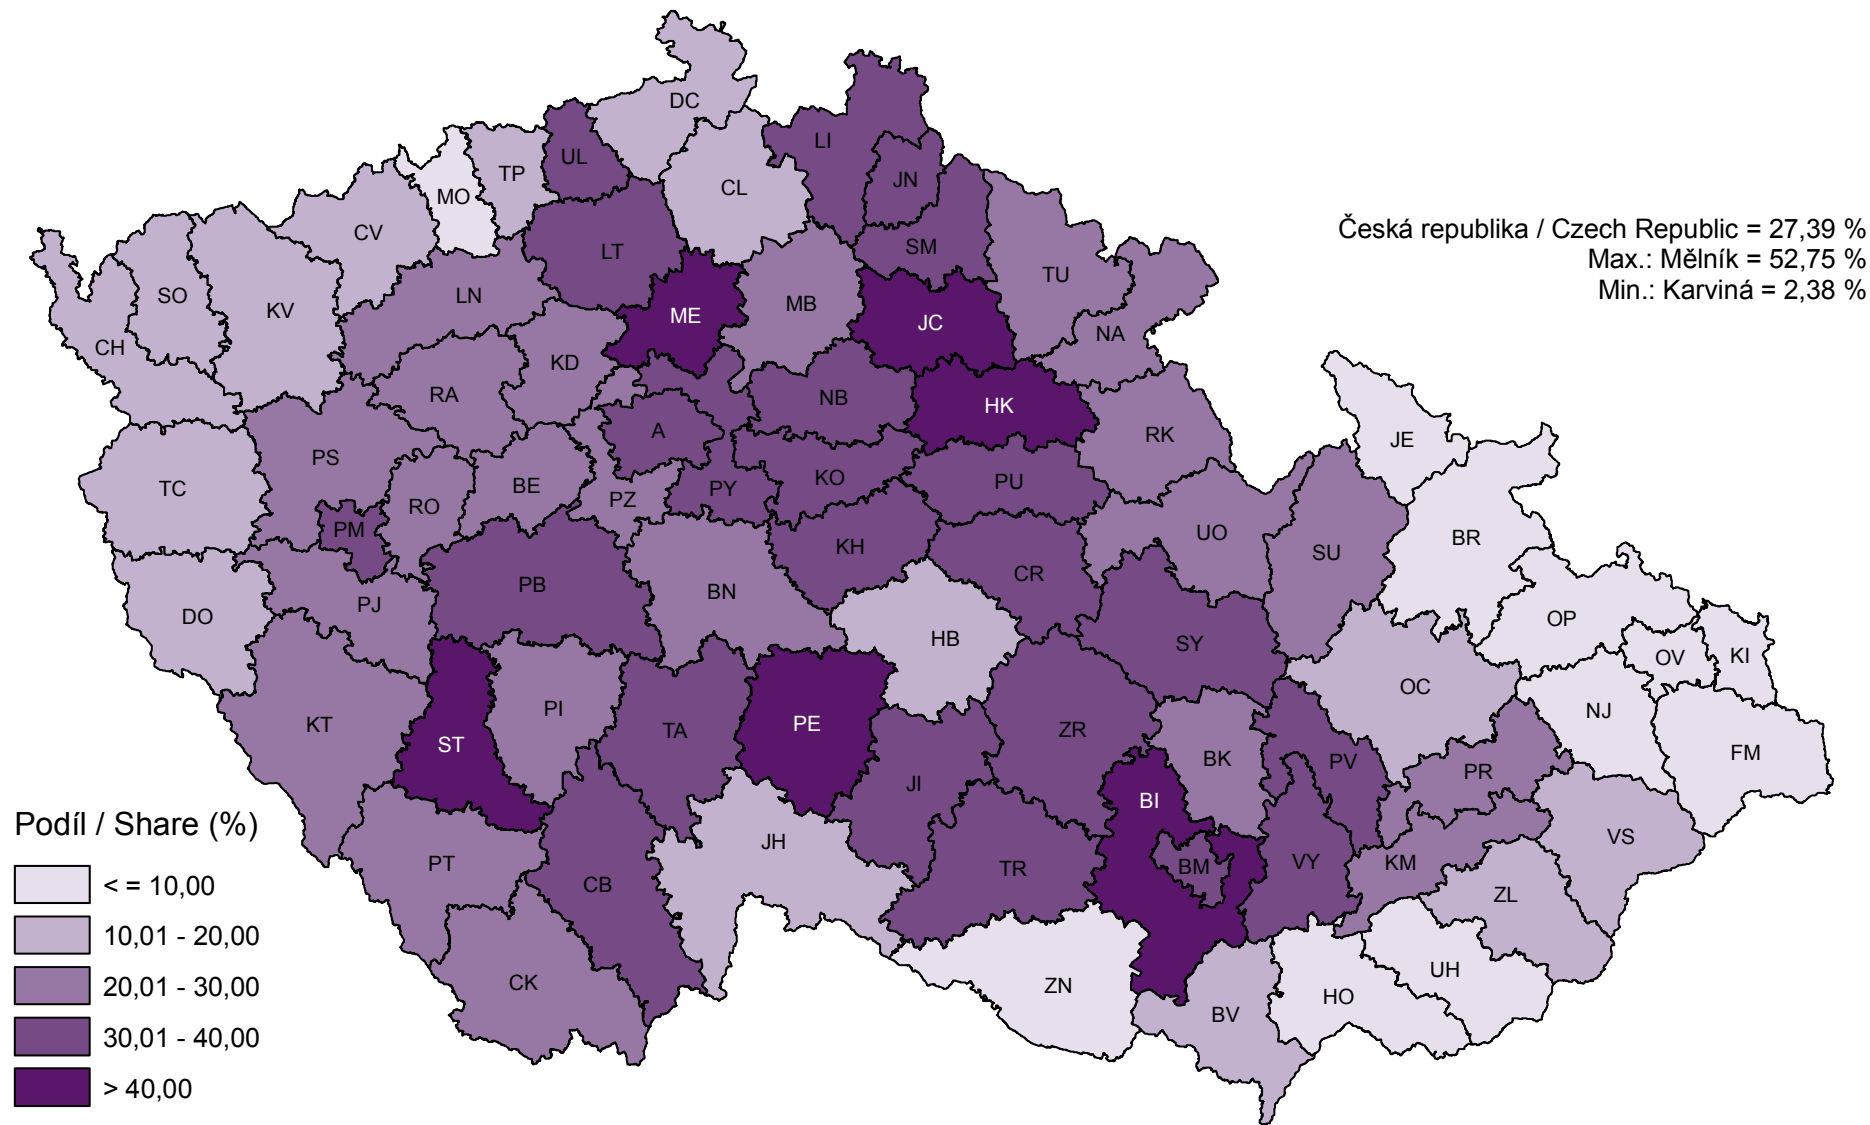 DC
LI
UL
TP
JN
CL
MO
CV
SM
LT
TU
SO
LN
KV
MB
ME
JC
NA
CH
KD
RA
NB
HK
A
RK
JE
PS
TC
BE
KO
PU
PY
PZ
RO
PM
UO
BR
KH
SU
CR
PB
BN
PJ
DO
OP
HB
SY
OV
KI
OC
PI
NJ
KT
PE
TA
ZR
ST
FM
BK
PV
PR
JI
BI
VS
JH
PT
VY
KM
BM
TR
CB
ZL
UH
CK
ZN
HO
BV
Česká republika / Czech Republic = 27,39 %
Max.: Mělník = 52,75 %
Min.: Karviná = 2,38 %
Podíl / Share (%)
< = 10,00
10,01 - 20,00
20,01 - 30,00
30,01 - 40,00
> 40,00